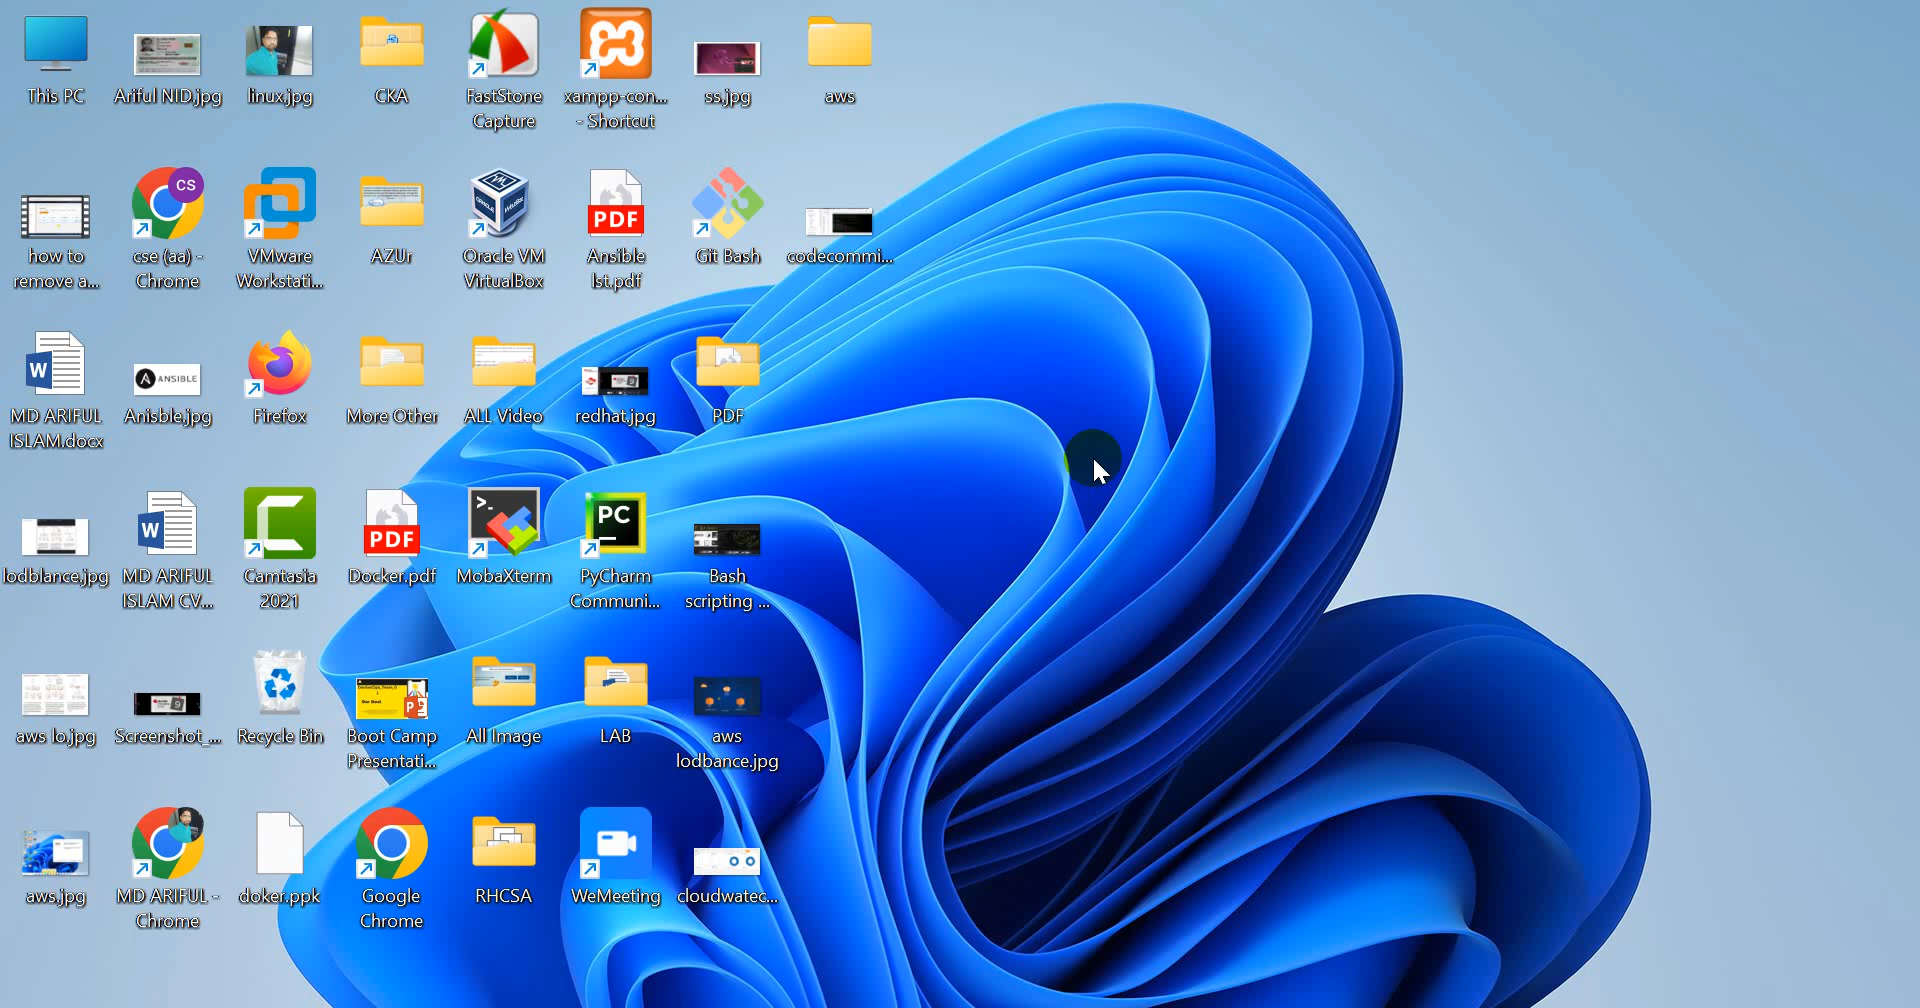 This PC
Ariful NID.jpg
linux.jpg
CKA
FastStone
Capture
xampp-con...
- Shortcut
ss.jpg
aws
how to
remove a...
CS
cse (aa) -
Chrome
VMware
Workstati...
AZUr
Oracle VM
VirtualBox
PDF
Ansible
lst.pdf
Git Bash
codecommi...
W
MD ARIFUL
ISLAM.docx
ANSIBLE
Anisble.jpg
Firefox
More Other
ALL Video
redhat.jpg
PDF
lodblance.jpg
W
MD ARIFUL
ISLAM CV...
Camtasia
2021
PDF
Docker.pdf
>_
MobaXterm
PC
PyCharm
Communi...
Bash
scripting ...
aws lo.jpg
Screenshot_...
Recycle Bin
Boot Camp
Presentati...
All Image
LAB
aws
lodbance.jpg
aws.jpg
MD ARIFUL -
Chrome
doker.ppk
Google
Chrome
RHCSA
WeMeeting
cloudwatec...